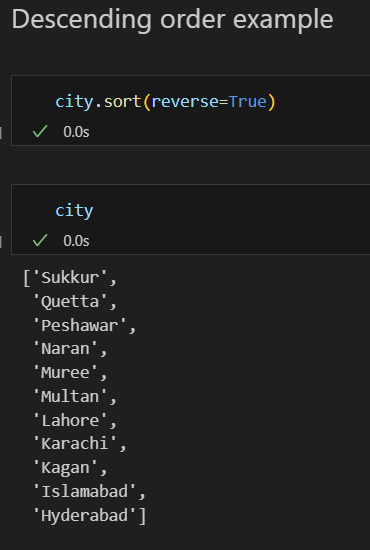 Descending order example
city.sort(reverse=True)
✓ 0.0s
city
✓ 0.0s
['Sukkur',
 'Quetta',
 'Peshawar',
 'Naran',
 'Muree',
 'Multan',
 'Lahore',
 'Karachi',
 'Kagan',
 'Islamabad',
 'Hyderabad']